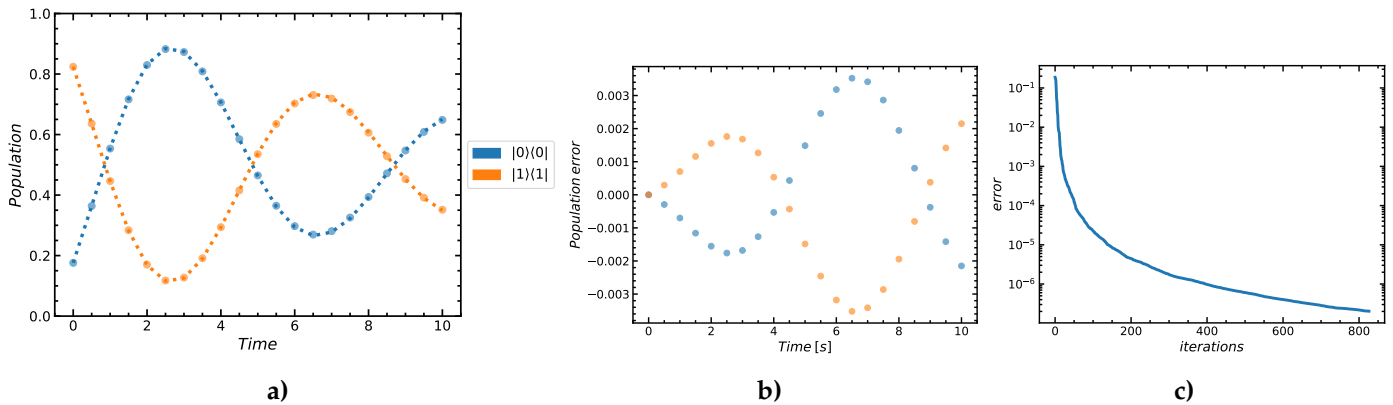 1.0
0.8
0.6
0.4
0.2
0.0
Population
0 2 4 6 8 10
Time
|0⟩⟨0|
|1⟩⟨1|
a)
0.003
0.002
0.001
0.000
−0.001
−0.002
−0.003
Population error
0 2 4 6 8 10
Time [s]
b)
10⁻¹
10⁻²
10⁻³
10⁻⁴
10⁻⁵
10⁻⁶
error
0 200 400 600 800
iterations
c)